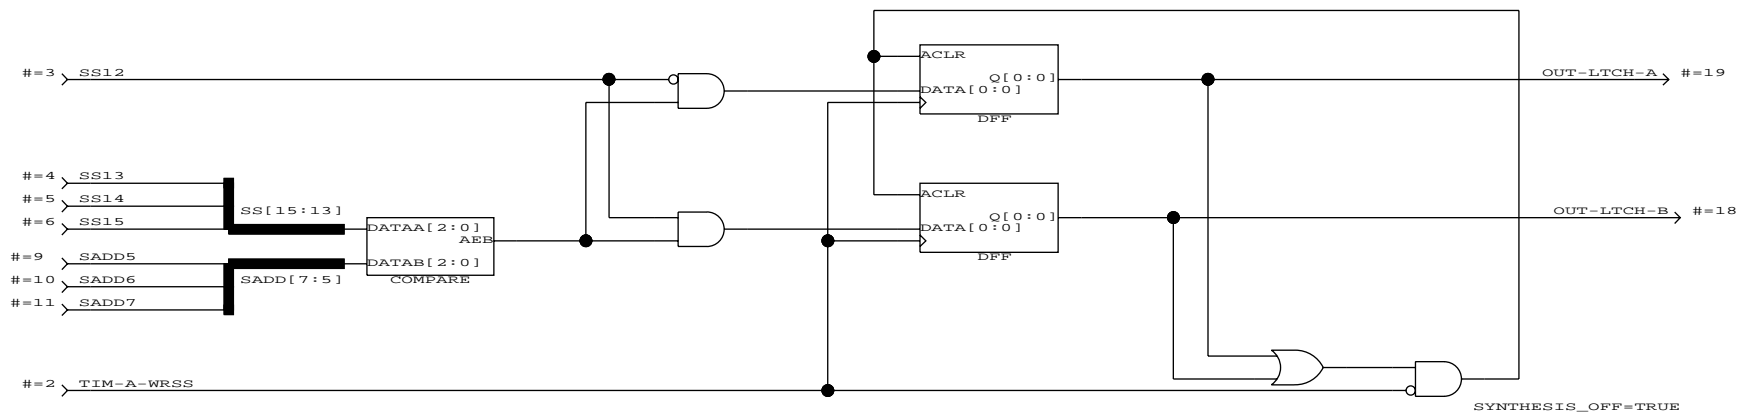 #=3 SS12
ACLR
Q[0:0]
DATA[0:0]
DFF
OUT-LTCH-A #=19
#=4 SS13
#=5 SS14
#=6 SS15
SS[15:13]
#=9 SADD5
#=10 SADD6
#=11 SADD7
SADD[7:5]
DATAA[2:0]
AEB
DATAB[2:0]
COMPARE
ACLR
Q[0:0]
DATA[0:0]
DFF
OUT-LTCH-B #=18
#=2 TIM-A-WRSS
SYNTHESIS_OFF=TRUE